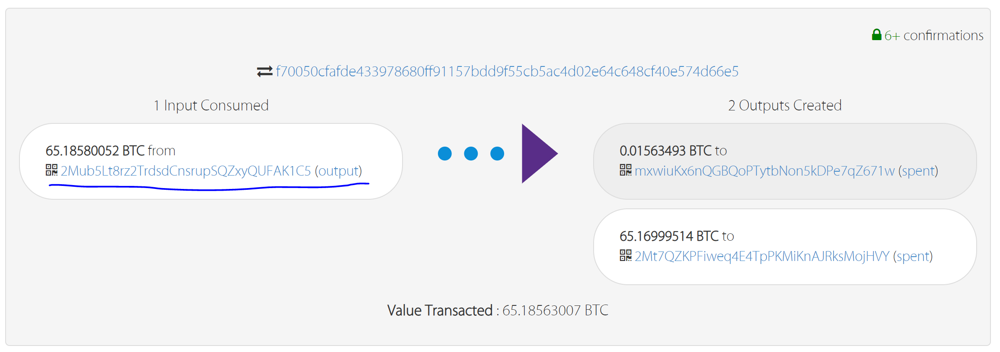 6+ confirmations
f70050cfafde433978680ff91157bdd9f55cb5ac4d02e64c648cf40e574d66e5
1 Input Consumed
2 Outputs Created
65.18580052 BTC from
2Mub5Lt8rz2TrdsdCnsrupSQZxyQUFAK1C5 (output)
0.01563493 BTC to
mxwiuKx6nQGBQoPTytbNon5kDPe7qZ671w (spent)
65.16999514 BTC to
2Mt7QZKPFiweq4E4TpPKMiKnAJRksMojHVY (spent)
Value Transacted : 65.18563007 BTC